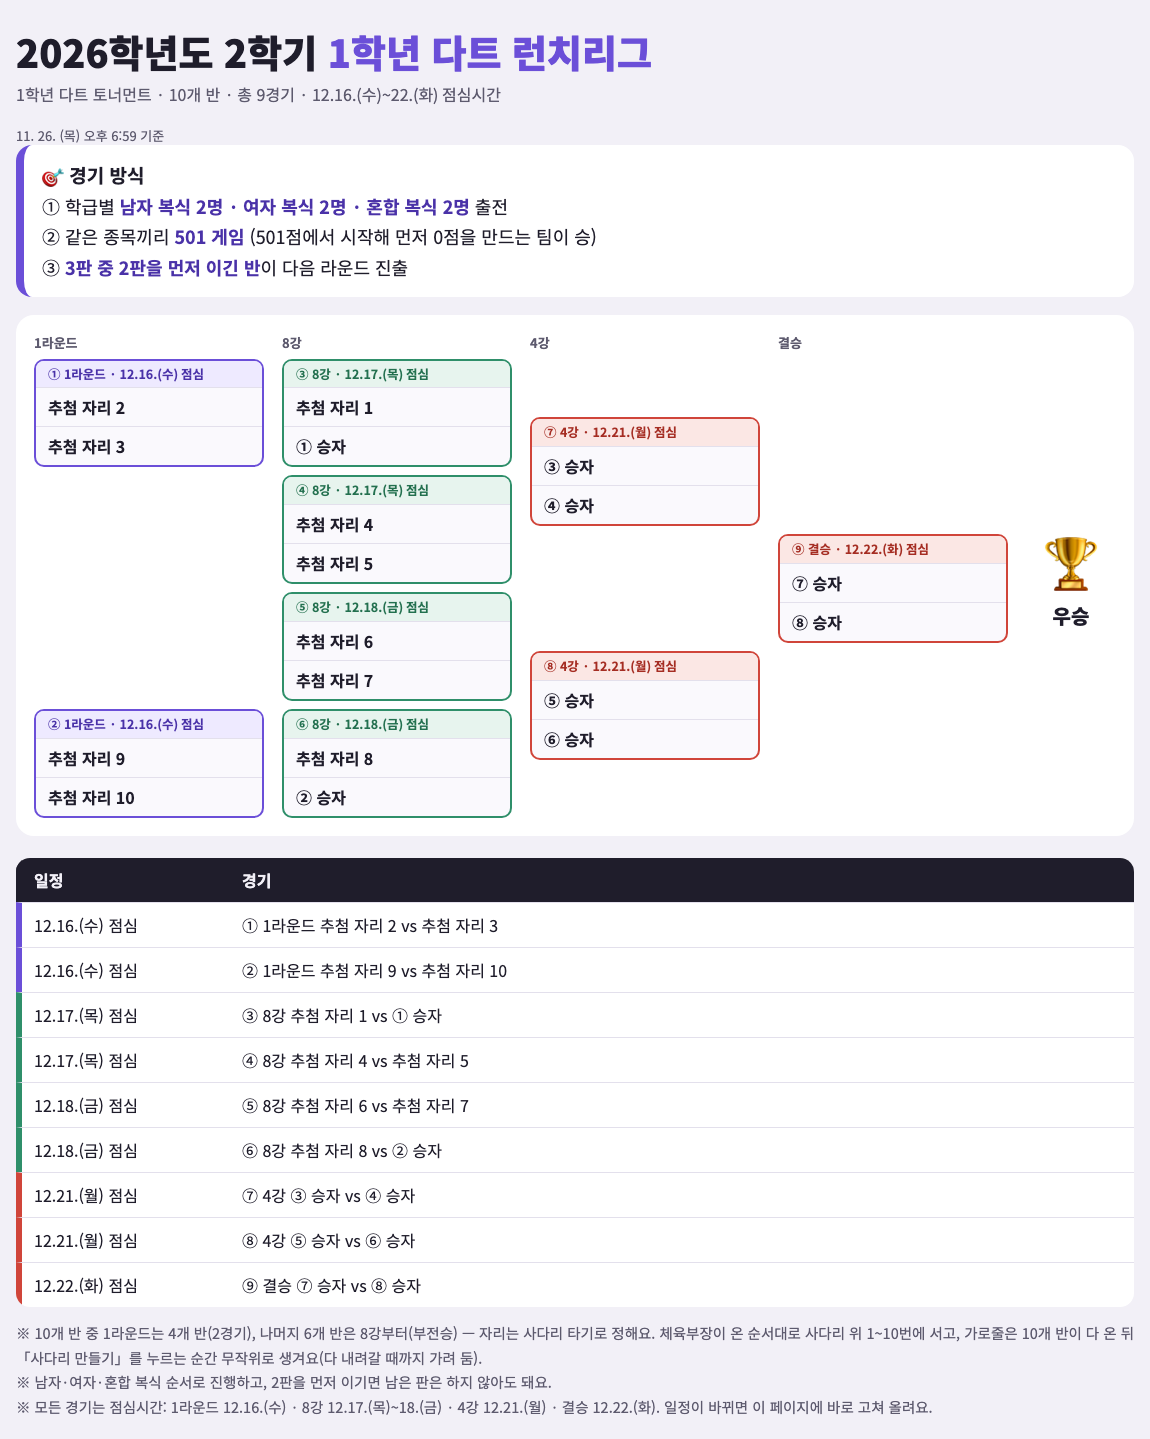 2026학년도 2학기 1학년 다트 런치리그
1학년 다트 토너먼트 · 10개 반 · 총 9경기 · 12.16.(수)~22.(화) 점심시간
11. 26. (목) 오후 6:59 기준
경기 방식
① 학급별 남자 복식 2명 · 여자 복식 2명 · 혼합 복식 2명 출전
② 같은 종목끼리 501 게임 (501점에서 시작해 먼저 0점을 만드는 팀이 승)
③ 3판 중 2판을 먼저 이긴 반이 다음 라운드 진출
1라운드
① 1라운드 · 12.16.(수) 점심
추첨 자리 2
추첨 자리 3
② 1라운드 · 12.16.(수) 점심
추첨 자리 9
추첨 자리 10
8강
③ 8강 · 12.17.(목) 점심
추첨 자리 1
① 승자
④ 8강 · 12.17.(목) 점심
추첨 자리 4
추첨 자리 5
⑤ 8강 · 12.18.(금) 점심
추첨 자리 6
추첨 자리 7
⑥ 8강 · 12.18.(금) 점심
추첨 자리 8
② 승자
4강
⑦ 4강 · 12.21.(월) 점심
③ 승자
④ 승자
⑧ 4강 · 12.21.(월) 점심
⑤ 승자
⑥ 승자
결승
⑨ 결승 · 12.22.(화) 점심
⑦ 승자
⑧ 승자
우승
일정 경기
12.16.(수) 점심 ① 1라운드 추첨 자리 2 vs 추첨 자리 3
12.16.(수) 점심 ② 1라운드 추첨 자리 9 vs 추첨 자리 10
12.17.(목) 점심 ③ 8강 추첨 자리 1 vs ① 승자
12.17.(목) 점심 ④ 8강 추첨 자리 4 vs 추첨 자리 5
12.18.(금) 점심 ⑤ 8강 추첨 자리 6 vs 추첨 자리 7
12.18.(금) 점심 ⑥ 8강 추첨 자리 8 vs ② 승자
12.21.(월) 점심 ⑦ 4강 ③ 승자 vs ④ 승자
12.21.(월) 점심 ⑧ 4강 ⑤ 승자 vs ⑥ 승자
12.22.(화) 점심 ⑨ 결승 ⑦ 승자 vs ⑧ 승자
※ 10개 반 중 1라운드는 4개 반(2경기), 나머지 6개 반은 8강부터(부전승) — 자리는 사다리 타기로 정해요. 체육부장이 온 순서대로 사다리 위 1~10번에 서고, 가로줄은 10개 반이 다 온 뒤
「사다리 만들기」를 누르는 순간 무작위로 생겨요(다 내려갈 때까지 가려 둠).
※ 남자·여자·혼합 복식 순서로 진행하고, 2판을 먼저 이기면 남은 판은 하지 않아도 돼요.
※ 모든 경기는 점심시간: 1라운드 12.16.(수) · 8강 12.17.(목)~18.(금) · 4강 12.21.(월) · 결승 12.22.(화). 일정이 바뀌면 이 페이지에 바로 고쳐 올려요.